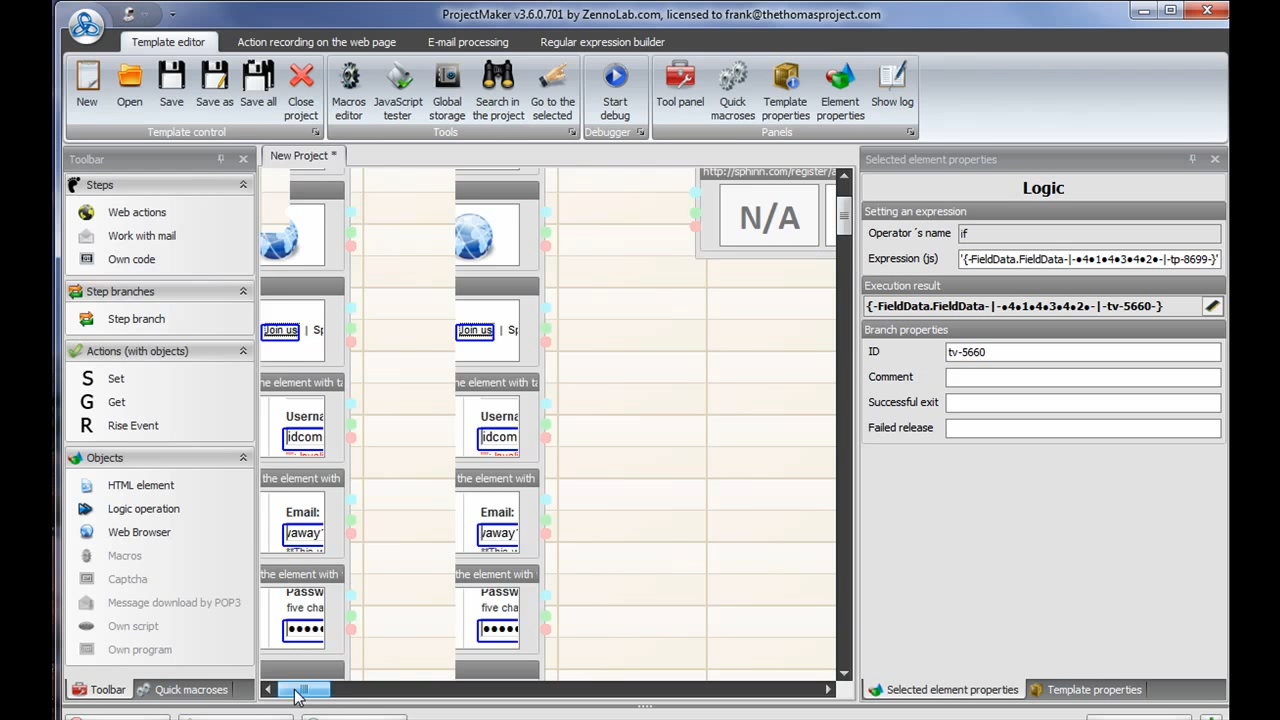 ProjectMaker v3.6.0.701 by ZennoLab.com, licensed to frank@thethomasproject.com
Template editor
Action recording on the web page
E-mail processing
Regular expression builder
New
Open
Save
Save as
Save all
Close project
Macros editor
JavaScript tester
Global storage
Search in the project
Go to the selected
Start debug
Tool panel
Quick macroses
Template properties
Element properties
Show log
Template control
Tools
Debugger
Panels
Toolbar
Steps
Web actions
Work with mail
Own code
Step branches
Step branch
Actions (with objects)
S Set
G Get
R Rise Event
Objects
HTML element
Logic operation
Web Browser
Macros
Captcha
Message download by POP3
Own script
Own program
Toolbar
Quick macroses
New Project *
http://sphinn.com/register/
N/A
Join us | Sp
Join us | Sp
he element with ta
he element with ta
Userna
Userna
idcom
idcom
the element with
the element with
Email:
Email:
away
away
the element with
the element with
Passw
Passw
five cha
five cha
Selected element properties
Logic
Setting an expression
Operator´s name if
Expression (js) '{-FieldData.FieldData-|-●4●1●4●3●4●2●-|-tp-8699-}'
Execution result
{-FieldData.FieldData-|-●4●1●4●3●4●2●-|-tv-5660-}
Branch properties
ID tv-5660
Comment
Successful exit
Failed release
Selected element properties
Template properties